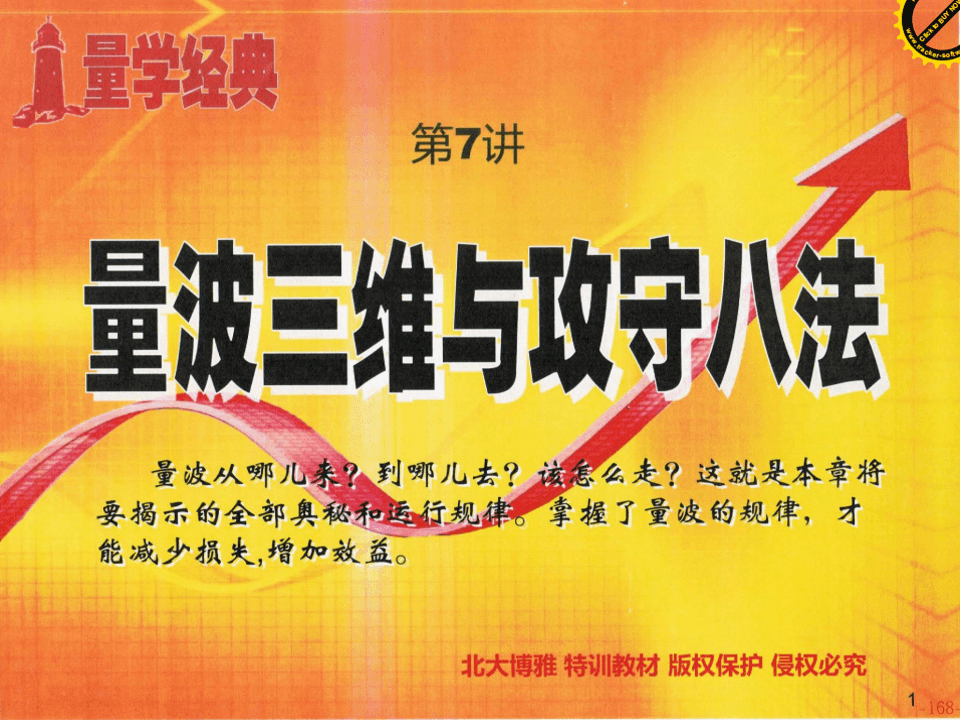 量学经典
Click to BUY NOW
www.tracker-softw
第7讲
量波三维与攻守八法
量波从哪儿来？到哪儿去？该怎么走？这就是本章将
要揭示的全部奥秘和运行规律。掌握了量波的规律，才
能减少损失,增加效益。
北大博雅 特训教材 版权保护 侵权必究
1
-168-